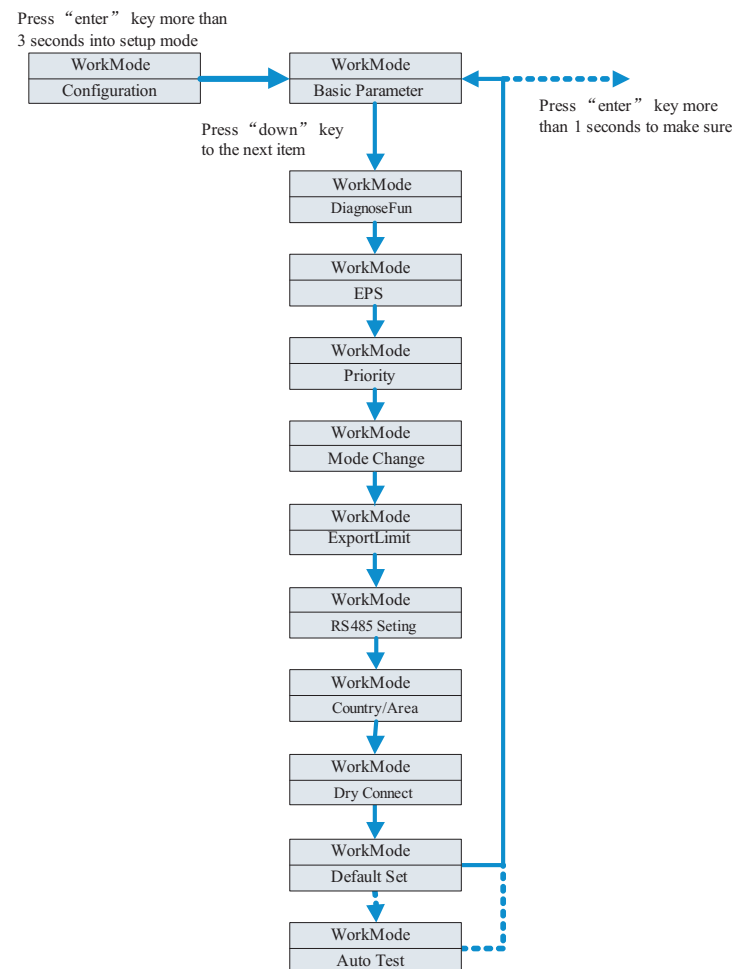 Press “enter” key more than
3 seconds into setup mode
WorkMode
Configuration
WorkMode
Basic Parameter
Press “enter” key more
than 1 seconds to make sure
Press “down” key
to the next item
WorkMode
DiagnoseFun
WorkMode
EPS
WorkMode
Priority
WorkMode
Mode Change
WorkMode
ExportLimit
WorkMode
RS485 Seting
WorkMode
Country/Area
WorkMode
Dry Connect
WorkMode
Default Set
WorkMode
Auto Test